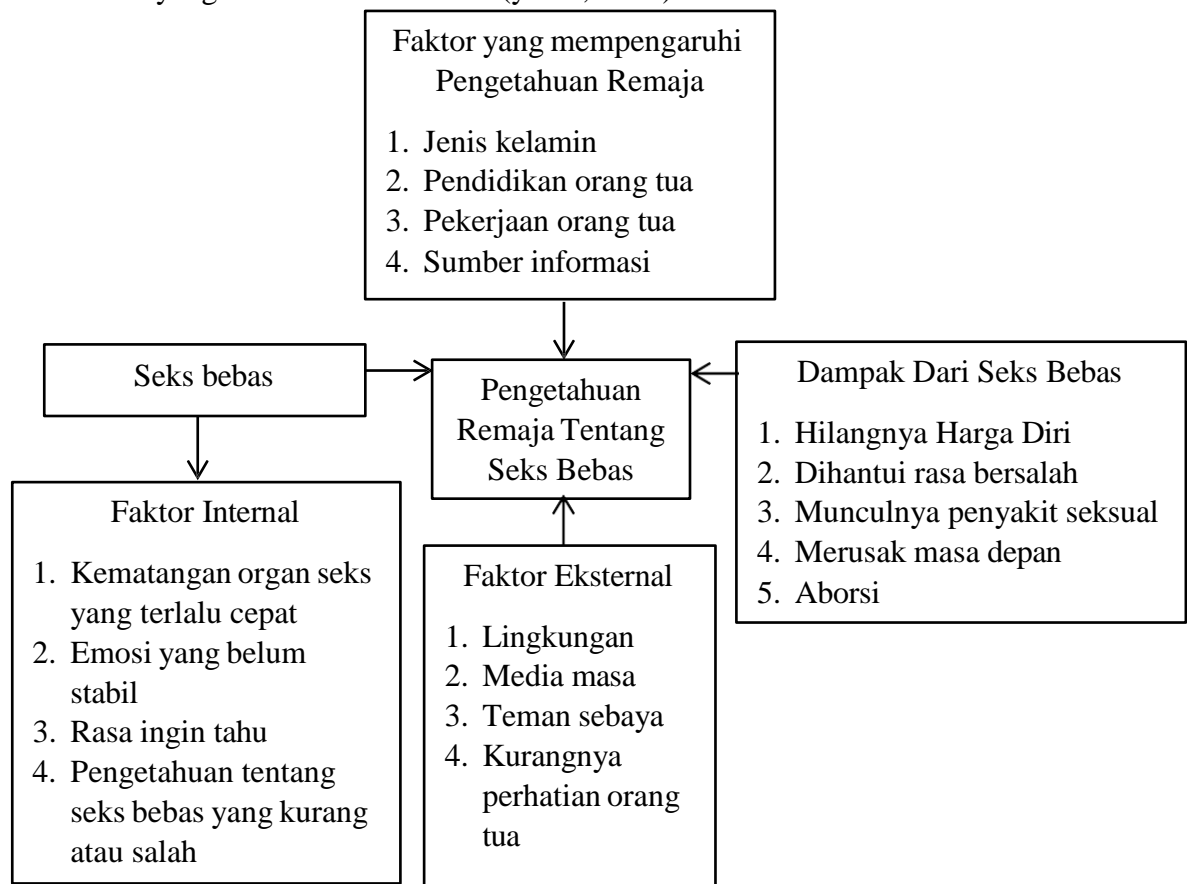 Faktor yang mempengaruhi
Pengetahuan Remaja
1. Jenis kelamin
2. Pendidikan orang tua
3. Pekerjaan orang tua
4. Sumber informasi
Seks bebas
Pengetahuan
Remaja Tentang
Seks Bebas
Dampak Dari Seks Bebas
1. Hilangnya Harga Diri
2. Dihantui rasa bersalah
3. Munculnya penyakit seksual
4. Merusak masa depan
5. Aborsi
Faktor Internal
1. Kematangan organ seks
yang terlalu cepat
2. Emosi yang belum
stabil
3. Rasa ingin tahu
4. Pengetahuan tentang
seks bebas yang kurang
atau salah
Faktor Eksternal
1. Lingkungan
2. Media masa
3. Teman sebaya
4. Kurangnya
perhatian orang
tua